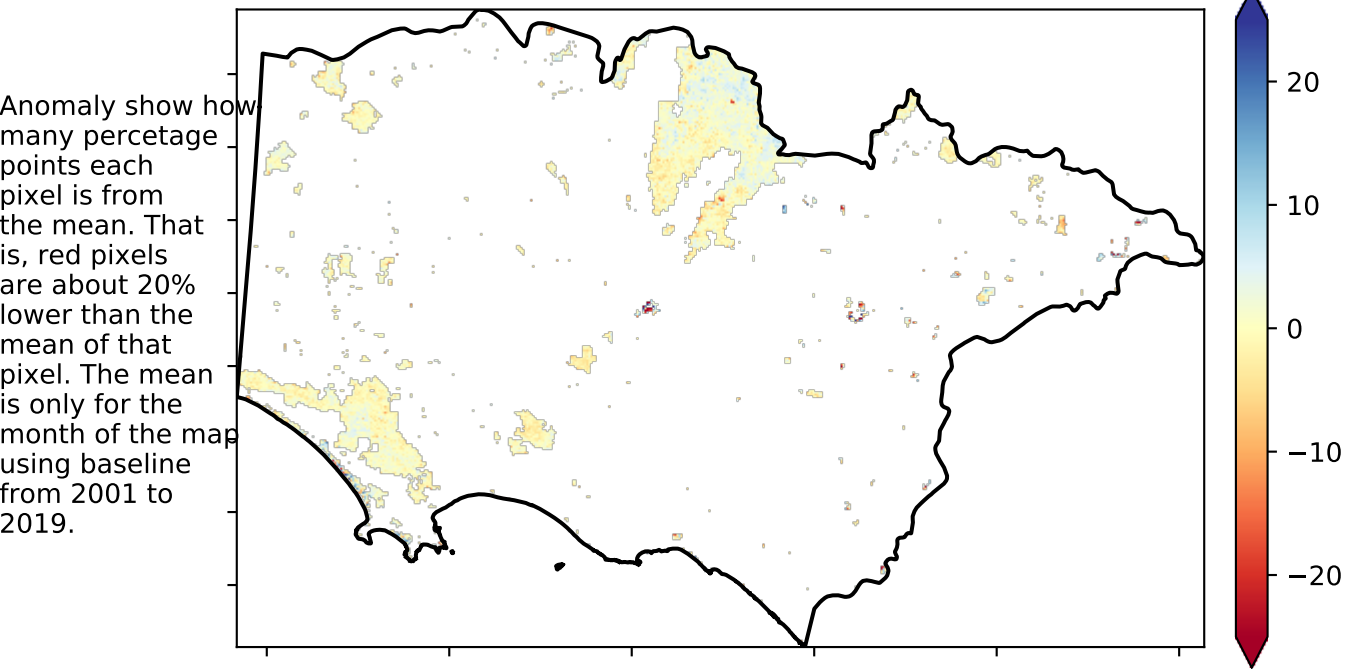 Anomaly show how
many percetage
points each
pixel is from
the mean. That
is, red pixels
are about 20%
lower than the
mean of that
pixel. The mean
is only for the
month of the map
using baseline
from 2001 to
2019.
20
10
0
−10
−20